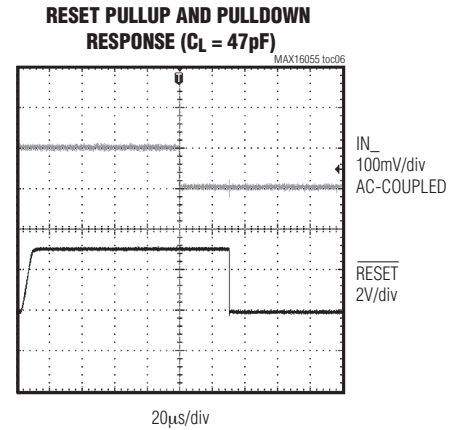 RESET PULLUP AND PULLDOWN
RESPONSE (CL = 47pF)
MAX16055 toc06
T
IN_
100mV/div
AC-COUPLED
RESET
2V/div
20µs/div